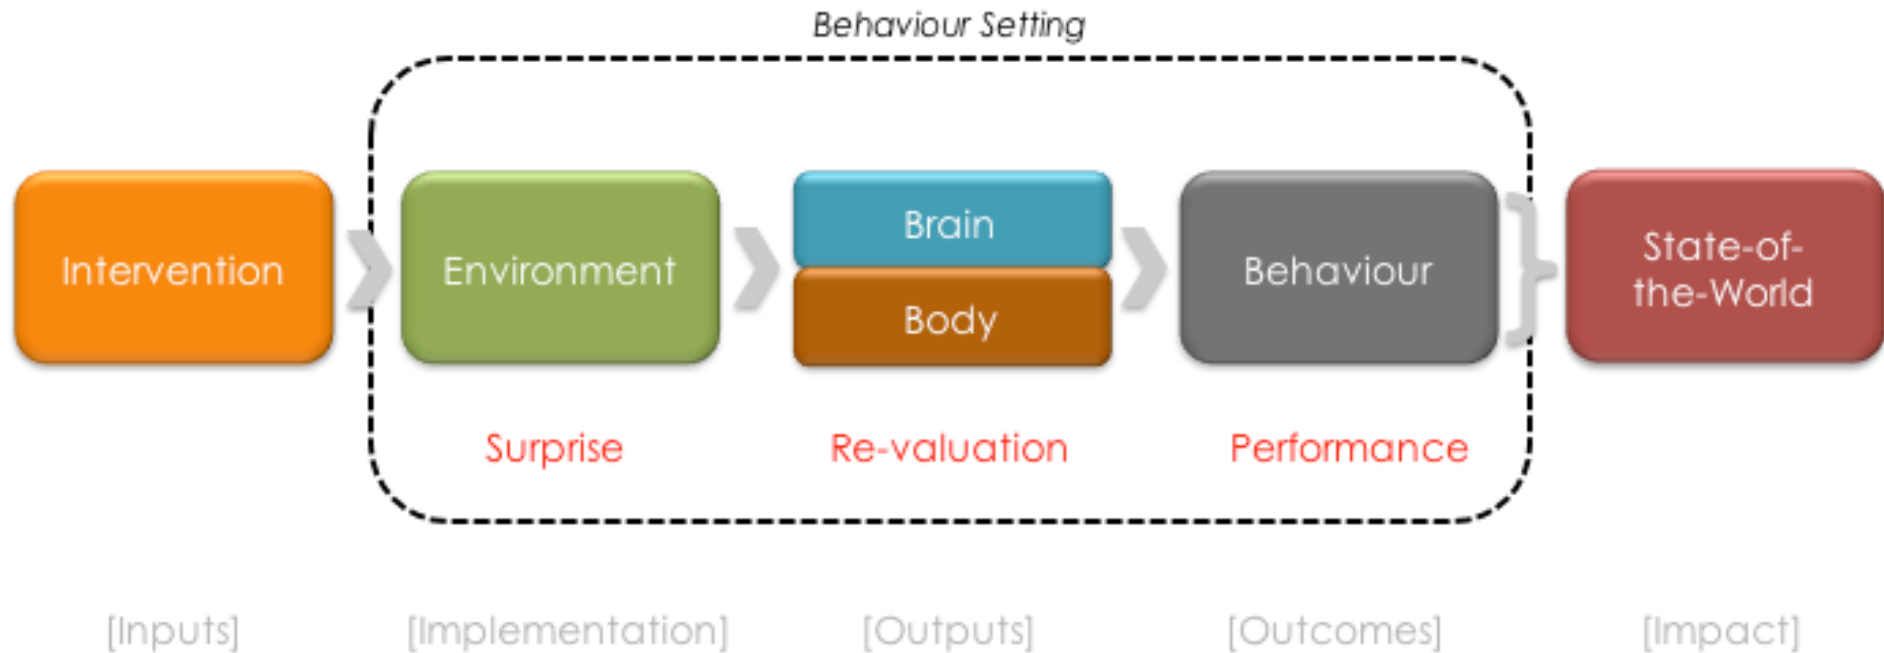 Behaviour Setting
Intervention
Environment
Brain
Body
Behaviour
State-of-
the-World
Surprise
Re-valuation
Performance
[Inputs]
[Implementation]
[Outputs]
[Outcomes]
[Impact]